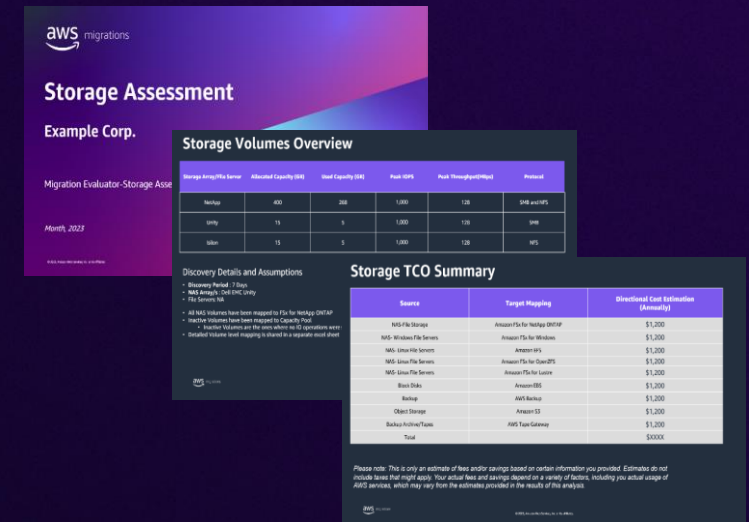 aws migrations
Storage Assessment
Example Corp.
Migration Evaluator-Storage Asse
Month, 2023
Storage Volumes Overview
Storage Array/File Server Allocated Capacity (GB) Used Capacity (GB) Peak IOPS Peak Throughput(MBps) Protocol
NetApp 400 268 1,000 128 SMB and NFS
Unity 15 5 1,000 128 SMB
Isilon 15 5 1,000 128 NFS
Discovery Details and Assumptions
• Discovery Period : 7 Days
• NAS Array/s : Dell EMC Unity
• File Servers: NA
• All NAS Volumes have been mapped to FSx for NetApp ONTAP
• Inactive Volumes have been mapped to Capacity Pool
• Inactive Volumes are the ones where no IO operations were
• Detailed Volume level mapping is shared in a separate excel sheet
aws
Storage TCO Summary
Source Target Mapping Directional Cost Estimation
(Annually)
NAS-File Storage Amazon FSx for NetApp ONTAP $1,200
NAS- Windows File Servers Amazon FSx for Windows $1,200
NAS- Linux File Servers Amazon EFS $1,200
NAS- Linux File Servers Amazon FSx for OpenZFS $1,200
NAS- Linux File Servers Amazon FSx for Lustre $1,200
Block Disks Amazon EBS $1,200
Backup AWS Backup $1,200
Object Storage Amazon S3 $1,200
Backup Archive/Tapes AWS Tape Gateway $1,200
Total $XXXX
Please note: This is only an estimate of fees and/or savings based on certain information you provided. Estimates do not
include taxes that might apply. Your actual fees and savings depend on a variety of factors, including you actual usage of
AWS services, which may vary from the estimates provided in the results of this analysis.
aws